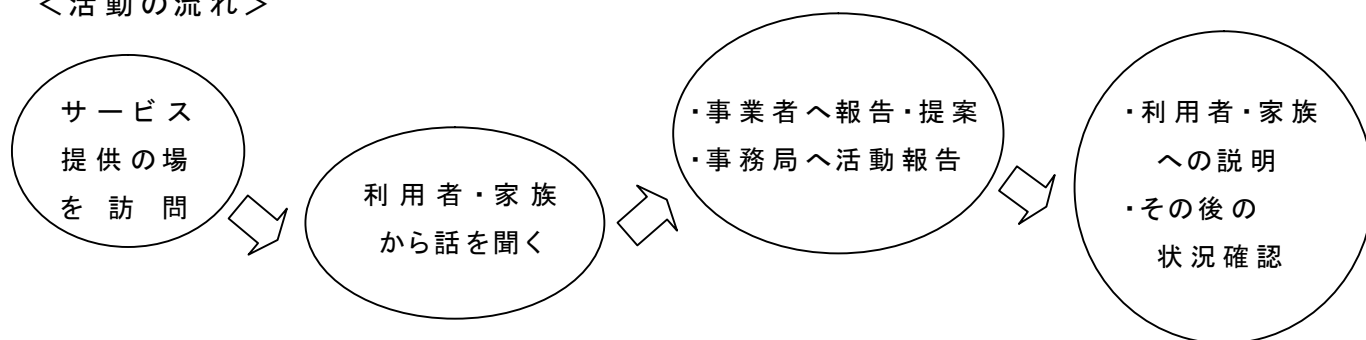 ＜活動の流れ＞
サービス
提供の場
を訪問
利用者・家族
から話を聞く
・事業者へ報告・提案
・事務局へ活動報告
・利用者・家族
への説明
・その後の
状況確認